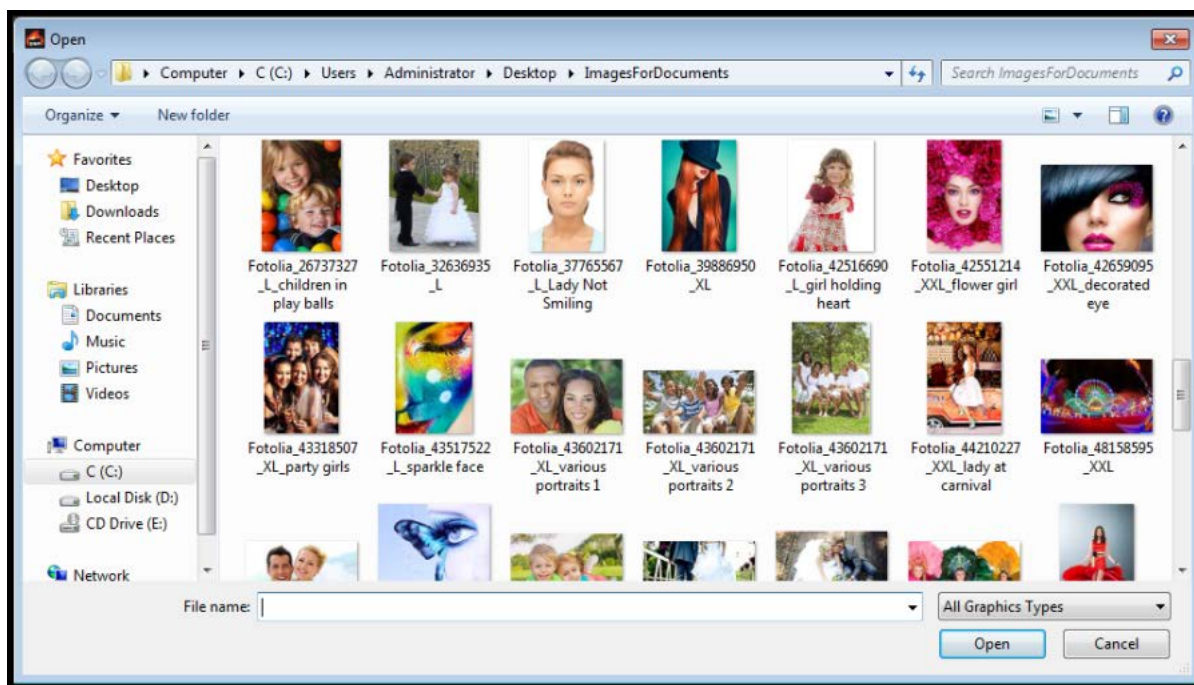 Open
Computer ▸ C (C:) ▸ Users ▸ Administrator ▸ Desktop ▸ ImagesForDocuments
Search ImagesForDocuments
Organize
New folder
Favorites
Desktop
Downloads
Recent Places
Libraries
Documents
Music
Pictures
Videos
Computer
C (C:)
Local Disk (D:)
CD Drive (E:)
Network
Fotolia_26737327
_L_children in
play balls
Fotolia_32636935
_L
Fotolia_37765567
_L_Lady Not
Smiling
Fotolia_39886950
_XL
Fotolia_42516690
_L_girl holding
heart
Fotolia_42551214
_XXL_flower girl
Fotolia_42659095
_XXL_decorated
eye
Fotolia_43318507
_XL_party girls
Fotolia_43517522
_L_sparkle face
Fotolia_43602171
_XL_various
portraits 1
Fotolia_43602171
_XL_various
portraits 2
Fotolia_43602171
_XL_various
portraits 3
Fotolia_44210227
_XXL_lady at
carnival
Fotolia_48158595
_XXL
File name:
All Graphics Types
Open
Cancel